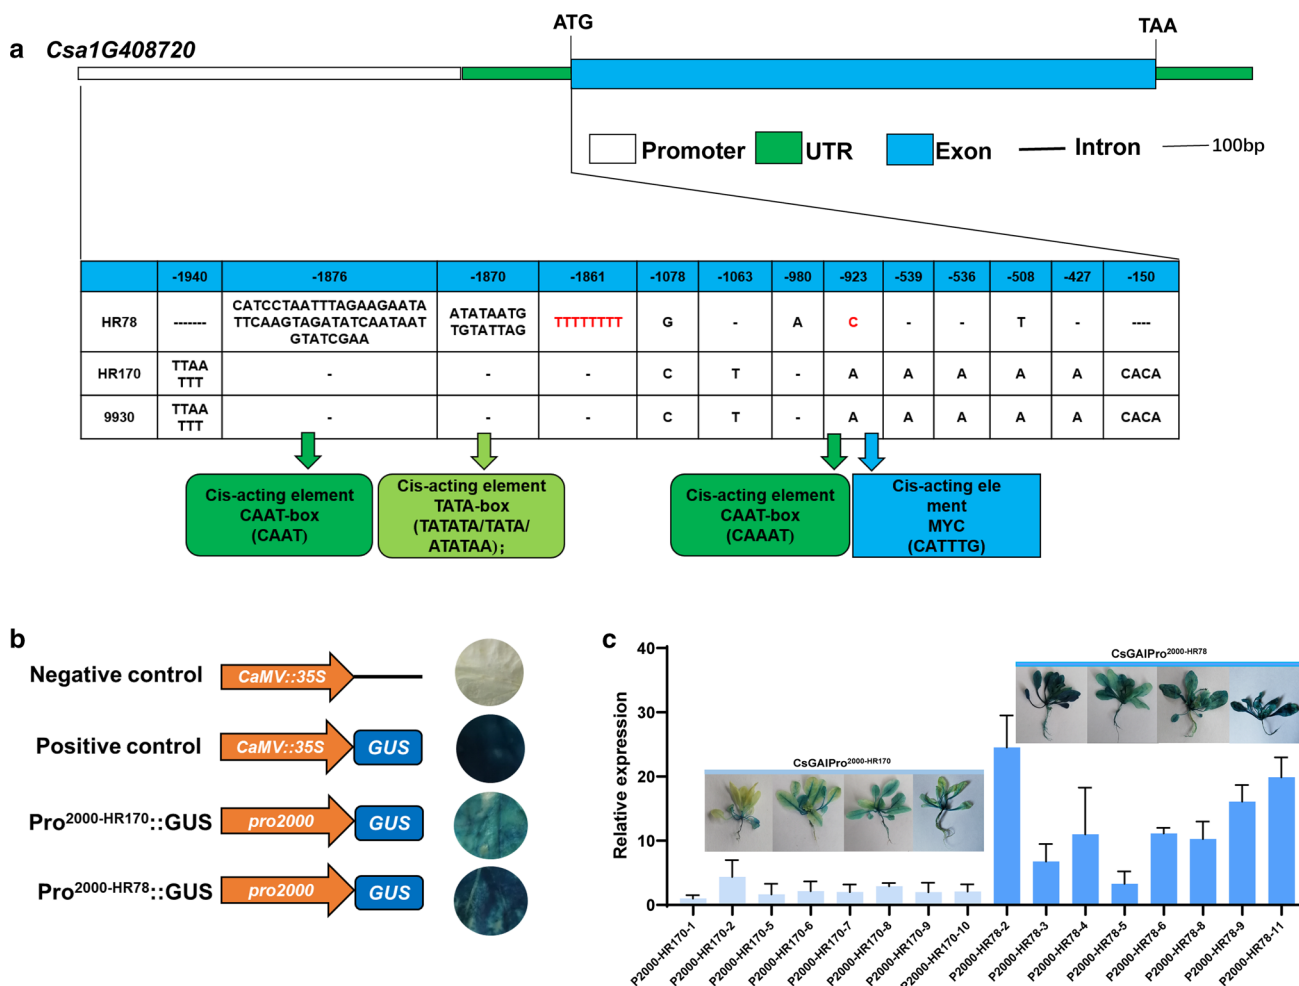 a Csa1G408720
ATG
TAA
Promoter UTR Exon Intron 100bp
-1940 -1876 -1870 -1861 -1078 -1063 -980 -923 -539 -536 -508 -427 -150
HR78 ------- CATCCTAATTTAGAAGAATA TTCAAGTAGATATCAATAAT GTATCGAA ATATAATG TGTATTAG TTTTTTTT G - A C - - T - ----
HR170 TTAA TTT - - - C T - A A A A A CACA
9930 TTAA TTT - - - C T - A A A A A CACA
Cis-acting element
CAAT-box
(CAAT)
Cis-acting element
TATA-box
(TATATA/TATA/
ATATAA);
Cis-acting element
CAAT-box
(CAAAT)
Cis-acting ele
ment
MYC
(CATTTG)
b
Negative control CaMV::35S
Positive control CaMV::35S GUS
Pro2000-HR170::GUS pro2000 GUS
Pro2000-HR78::GUS pro2000 GUS
c
Relative expression
40
30
20
10
0
CsGAIPro2000-HR170
CsGAIPro2000-HR78
P2000-HR170-1
P2000-HR170-2
P2000-HR170-5
P2000-HR170-6
P2000-HR170-7
P2000-HR170-8
P2000-HR170-9
P2000-HR170-10
P2000-HR78-2
P2000-HR78-3
P2000-HR78-4
P2000-HR78-5
P2000-HR78-6
P2000-HR78-8
P2000-HR78-9
P2000-HR78-11